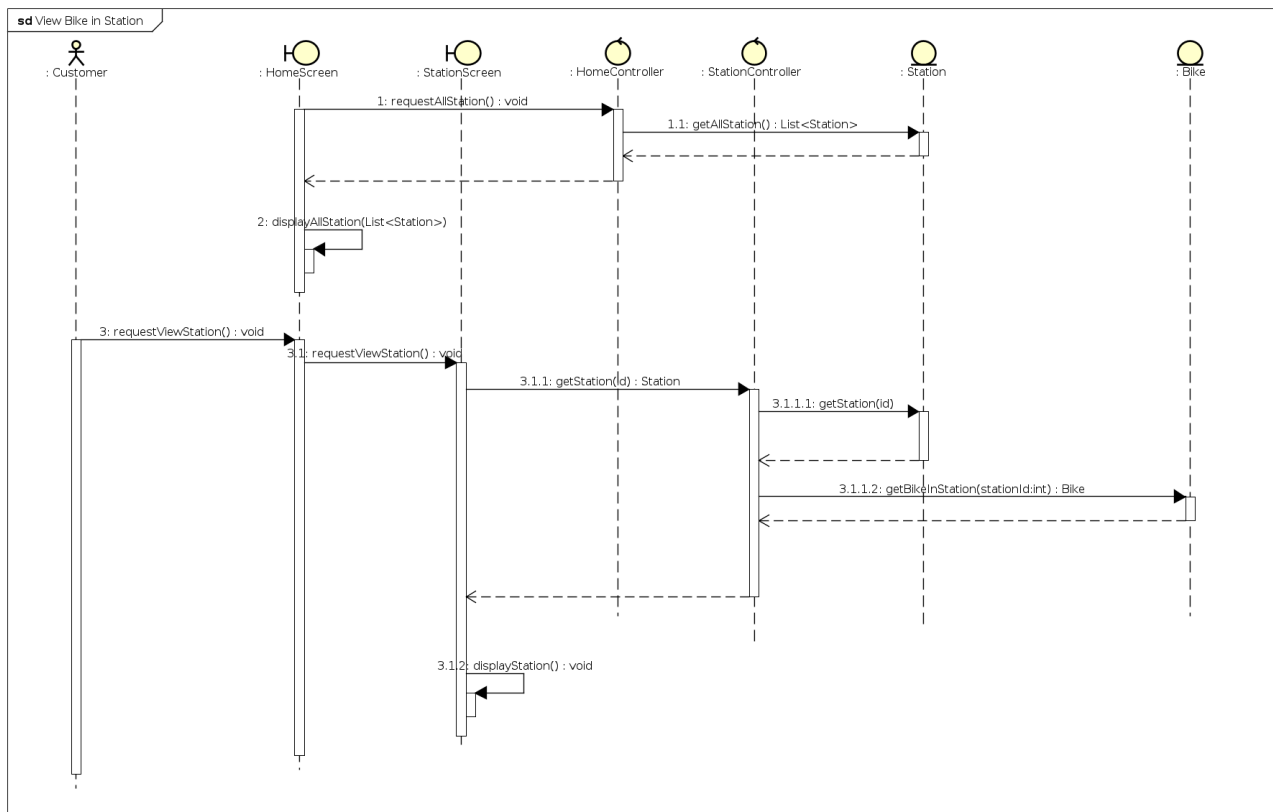 sd View Bike in Station
: Customer
: HomeScreen
: StationScreen
: HomeController
: StationController
: Station
: Bike
1: requestAllStation() : void
1.1: getAllStation() : List<Station>
2: displayAllStation(List<Station>)
3: requestViewStation() : void
3.1: requestViewStation() : void
3.1.1: getStation(id) : Station
3.1.1.1: getStation(id)
3.1.1.2: getBikeInStation(stationId:int) : Bike
3.1.2: displayStation() : void